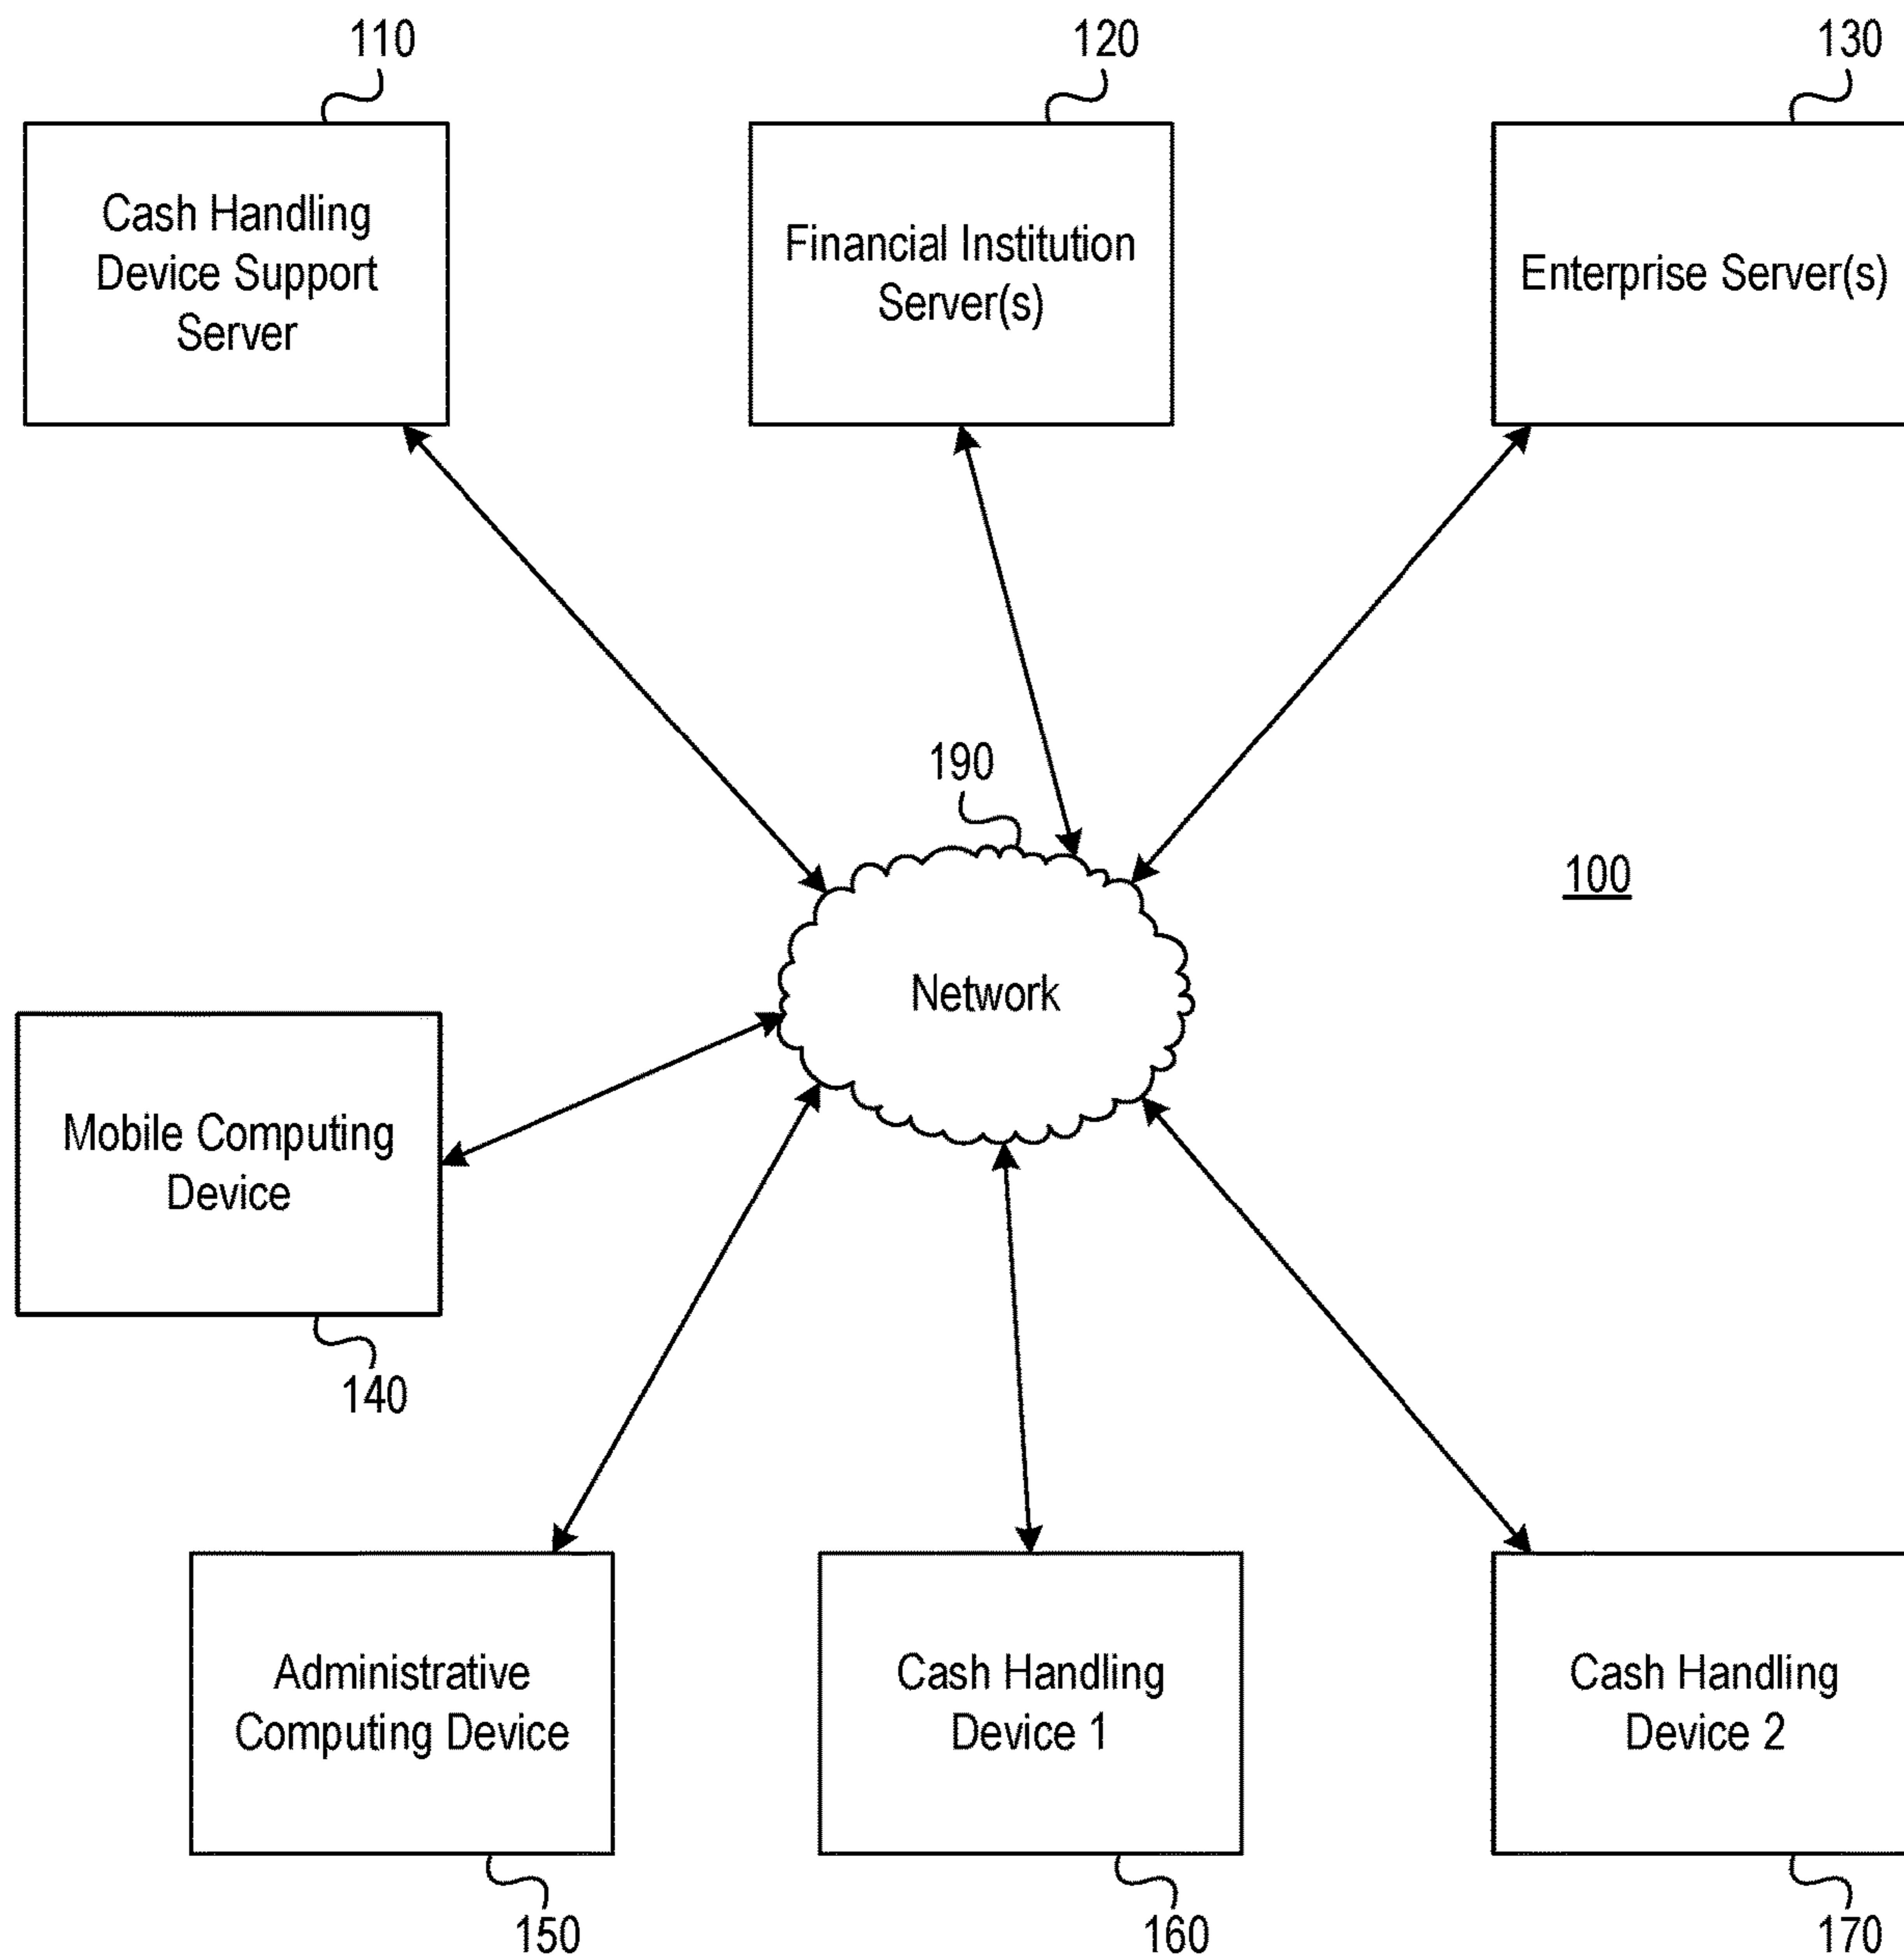 110
120
130
Cash Handling
Device Support
Server
Financial Institution
Server(s)
Enterprise Server(s)
190
100
Network
Mobile Computing
Device
140
Administrative
Computing Device
Cash Handling
Device 1
Cash Handling
Device 2
150
160
170